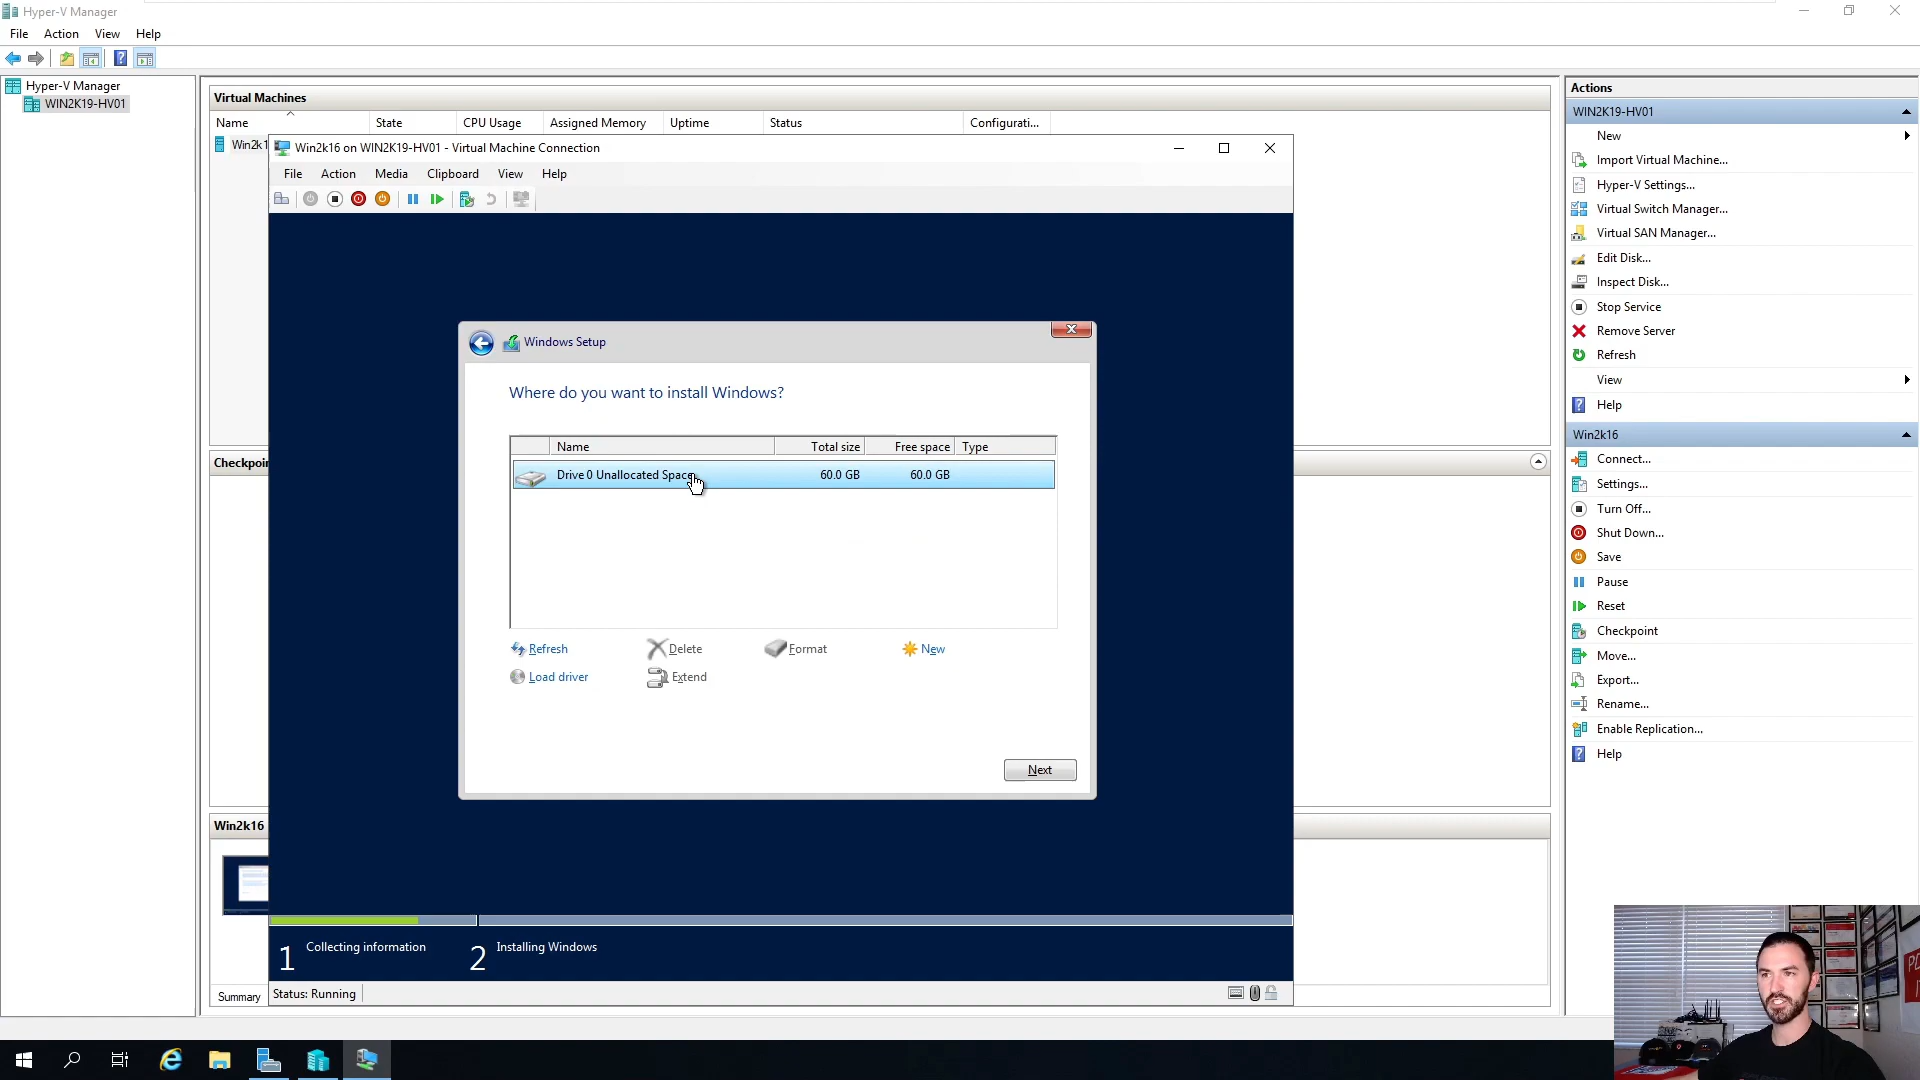 Hyper-V Manager
File Action View Help
Hyper-V Manager
WIN2K19-HV01
Virtual Machines
Name State CPU Usage Assigned Memory Uptime Status Configurati...
Win2k1
Win2k16 on WIN2K19-HV01 - Virtual Machine Connection
File Action Media Clipboard View Help
Windows Setup
Where do you want to install Windows?
Name Total size Free space Type
Drive 0 Unallocated Space 60.0 GB 60.0 GB
Refresh Delete Format New
Load driver Extend
Next
1 Collecting information 2 Installing Windows
Status: Running
Checkpoin
Win2k16
Summary
Actions
WIN2K19-HV01
New
Import Virtual Machine...
Hyper-V Settings...
Virtual Switch Manager...
Virtual SAN Manager...
Edit Disk...
Inspect Disk...
Stop Service
Remove Server
Refresh
View
Help
Win2k16
Connect...
Settings...
Turn Off...
Shut Down...
Save
Pause
Reset
Checkpoint
Move...
Export...
Rename...
Enable Replication...
Help